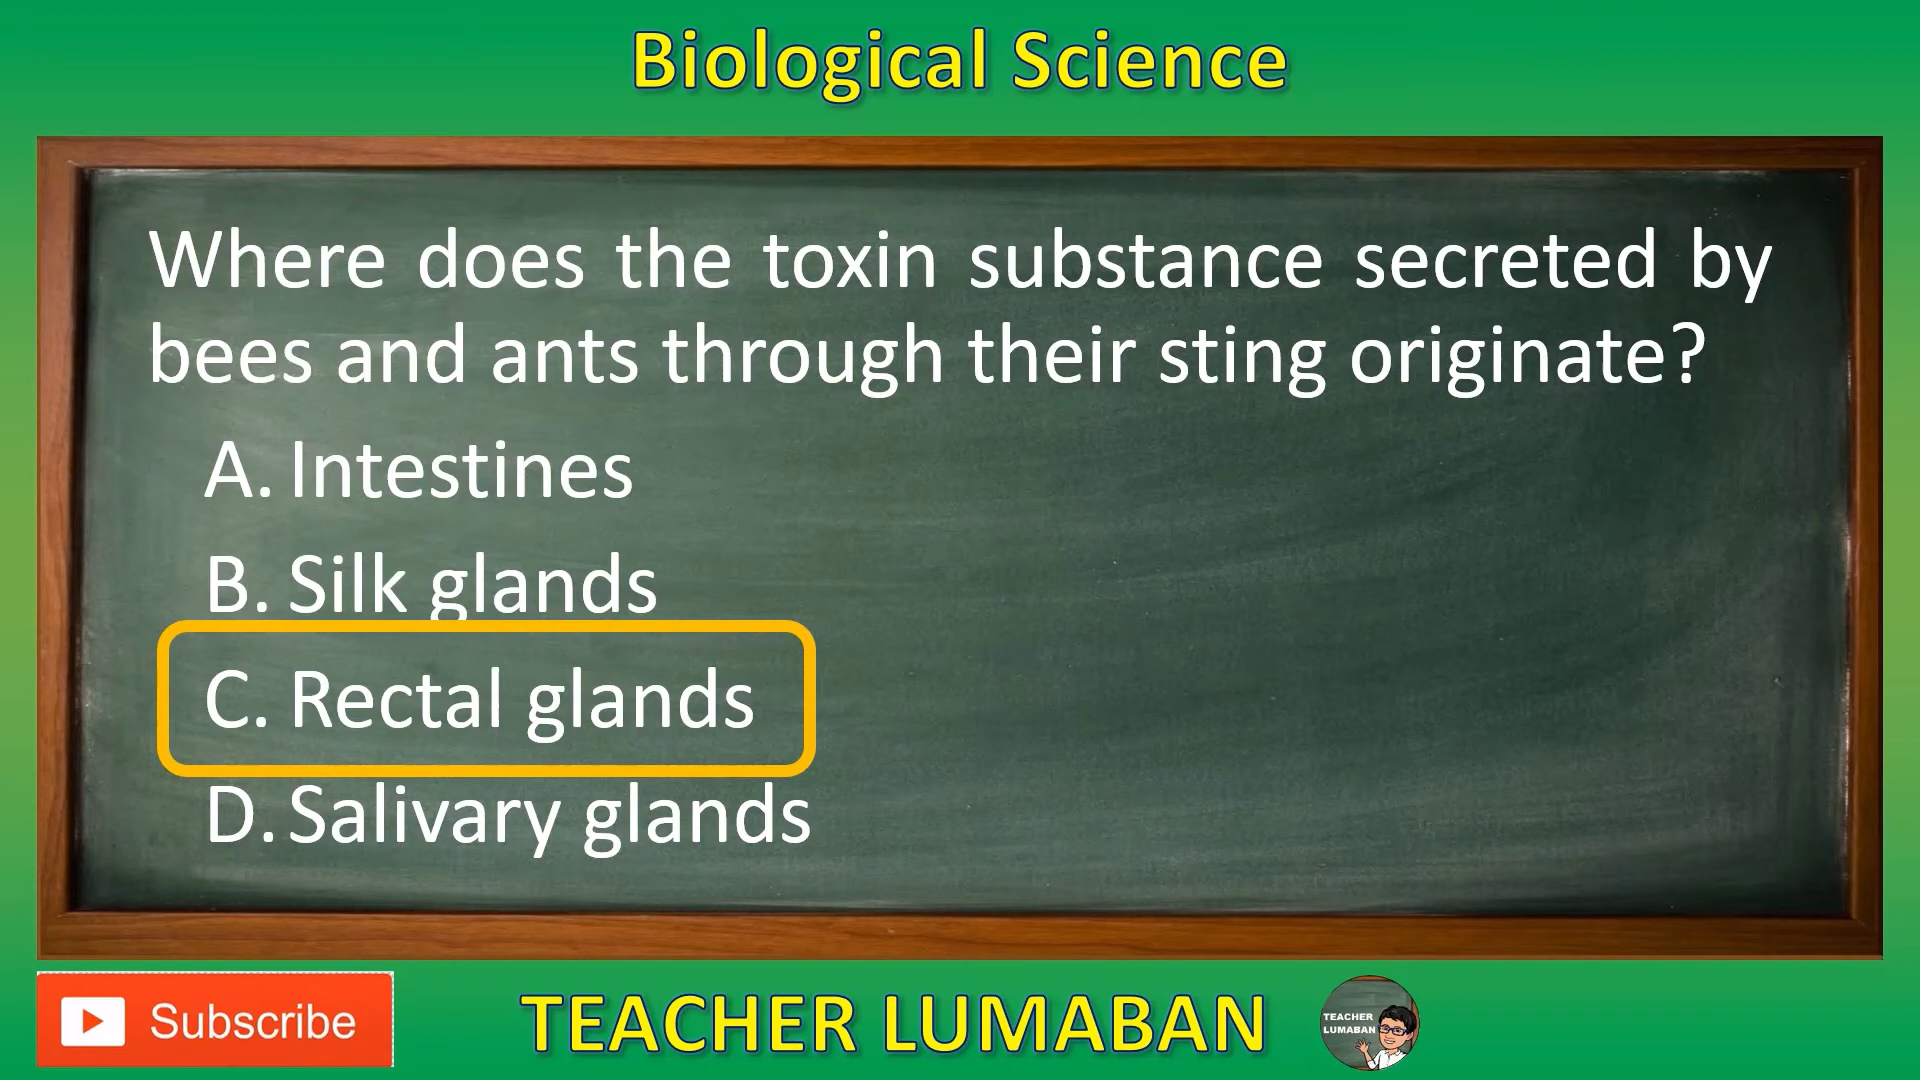 Biological Science
Where does the toxin substance secreted by
bees and ants through their sting originate?
A. Intestines
B. Silk glands
C. Rectal glands
D. Salivary glands
Subscribe
TEACHER LUMABAN
TEACHER
LUMABAN